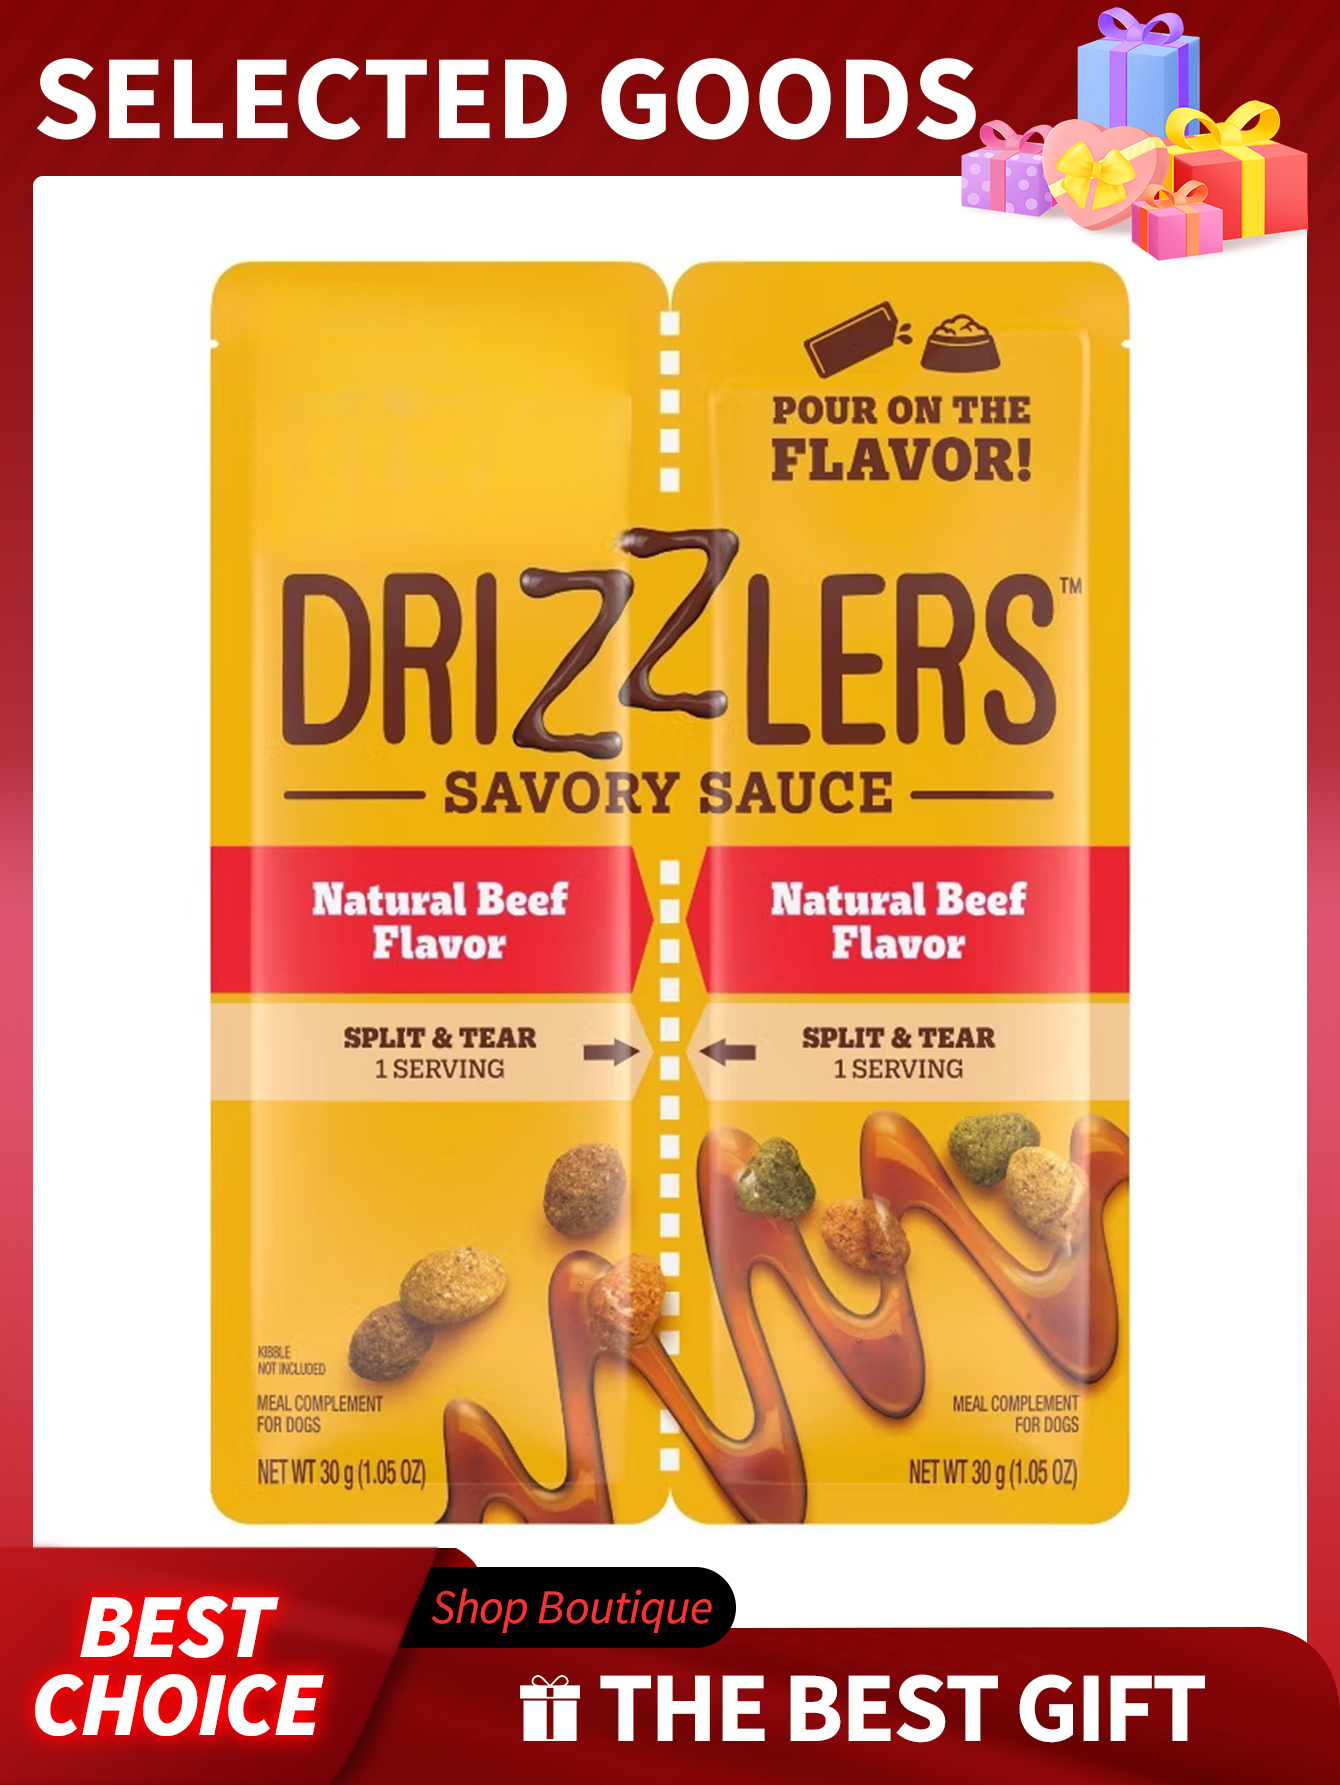 SELECTED GOODS
POUR ON THE
FLAVOR!
DRIZZLERS™
SAVORY SAUCE
Natural Beef
Flavor
Natural Beef
Flavor
SPLIT & TEAR
1 SERVING
SPLIT & TEAR
1 SERVING
KIBBLE
NOT INCLUDED
MEAL COMPLEMENT
FOR DOGS
NET WT 30 g (1.05 OZ)
MEAL COMPLEMENT
FOR DOGS
NET WT 30 g (1.05 OZ)
BEST
CHOICE
Shop Boutique
THE BEST GIFT